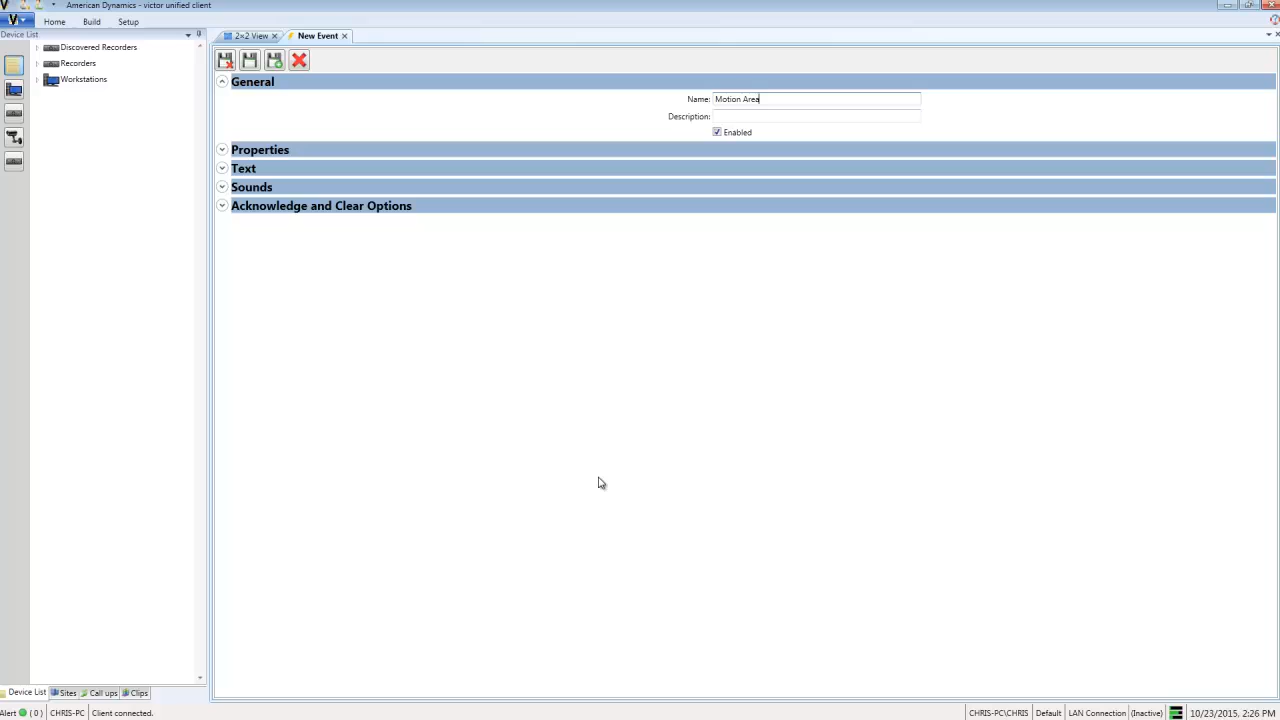 American Dynamics - victor unified client
Home Build Setup
Device List
2×2 View New Event
Discovered Recorders
Recorders
Workstations
General
Name: Motion Area
Description:
Enabled
Properties
Text
Sounds
Acknowledge and Clear Options
Device List Sites Call ups Clips
Alert ( 0 ) CHRIS-PC Client connected. CHRIS-PC\CHRIS Default LAN Connection (Inactive) 10/23/2015, 2:26 PM